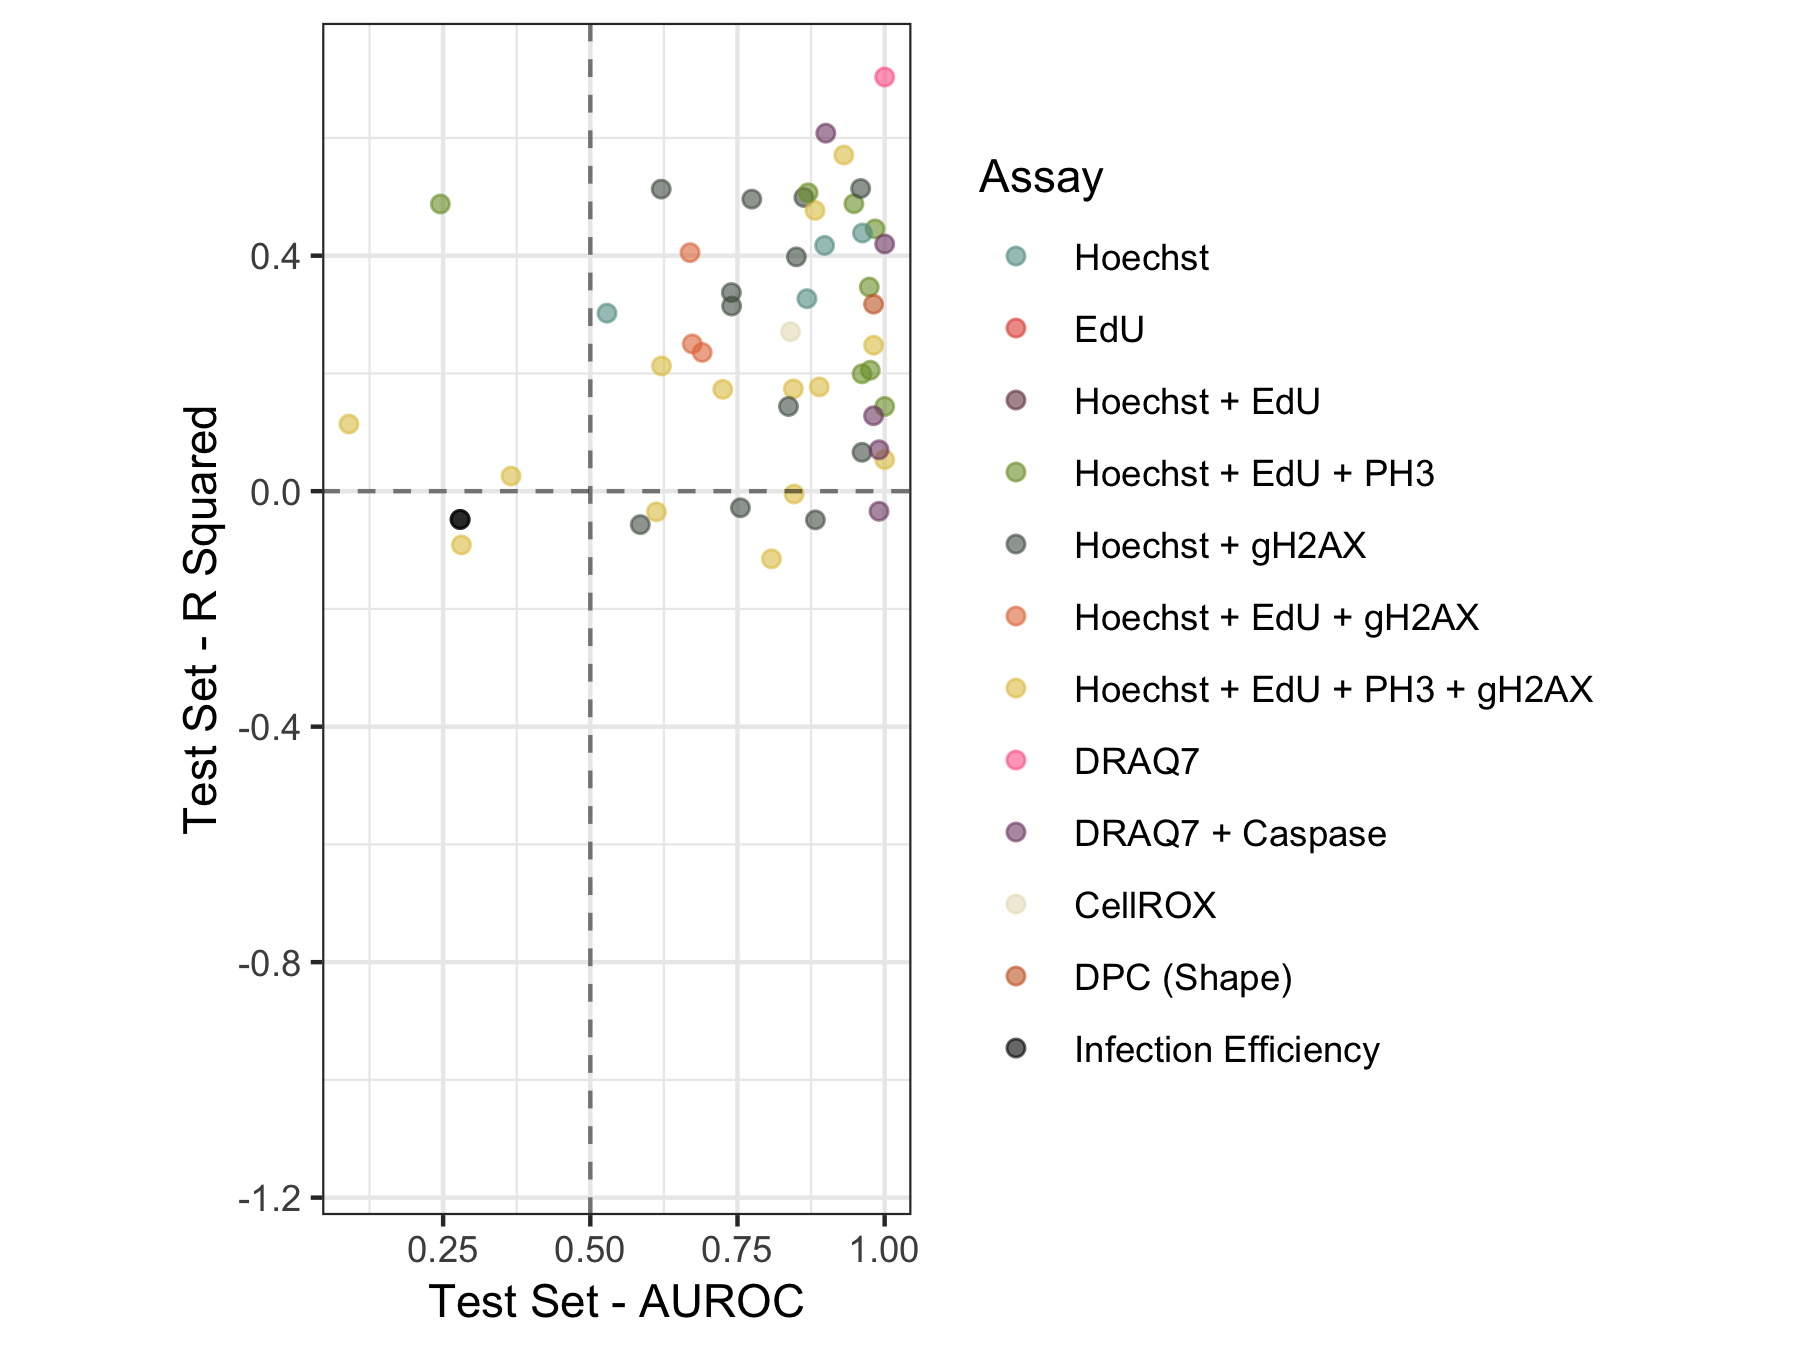 0.4
0.0
-0.4
-0.8
-1.2
Test Set - R Squared
0.25 0.50 0.75 1.00
Test Set - AUROC
Assay
Hoechst
EdU
Hoechst + EdU
Hoechst + EdU + PH3
Hoechst + gH2AX
Hoechst + EdU + gH2AX
Hoechst + EdU + PH3 + gH2AX
DRAQ7
DRAQ7 + Caspase
CellROX
DPC (Shape)
Infection Efficiency